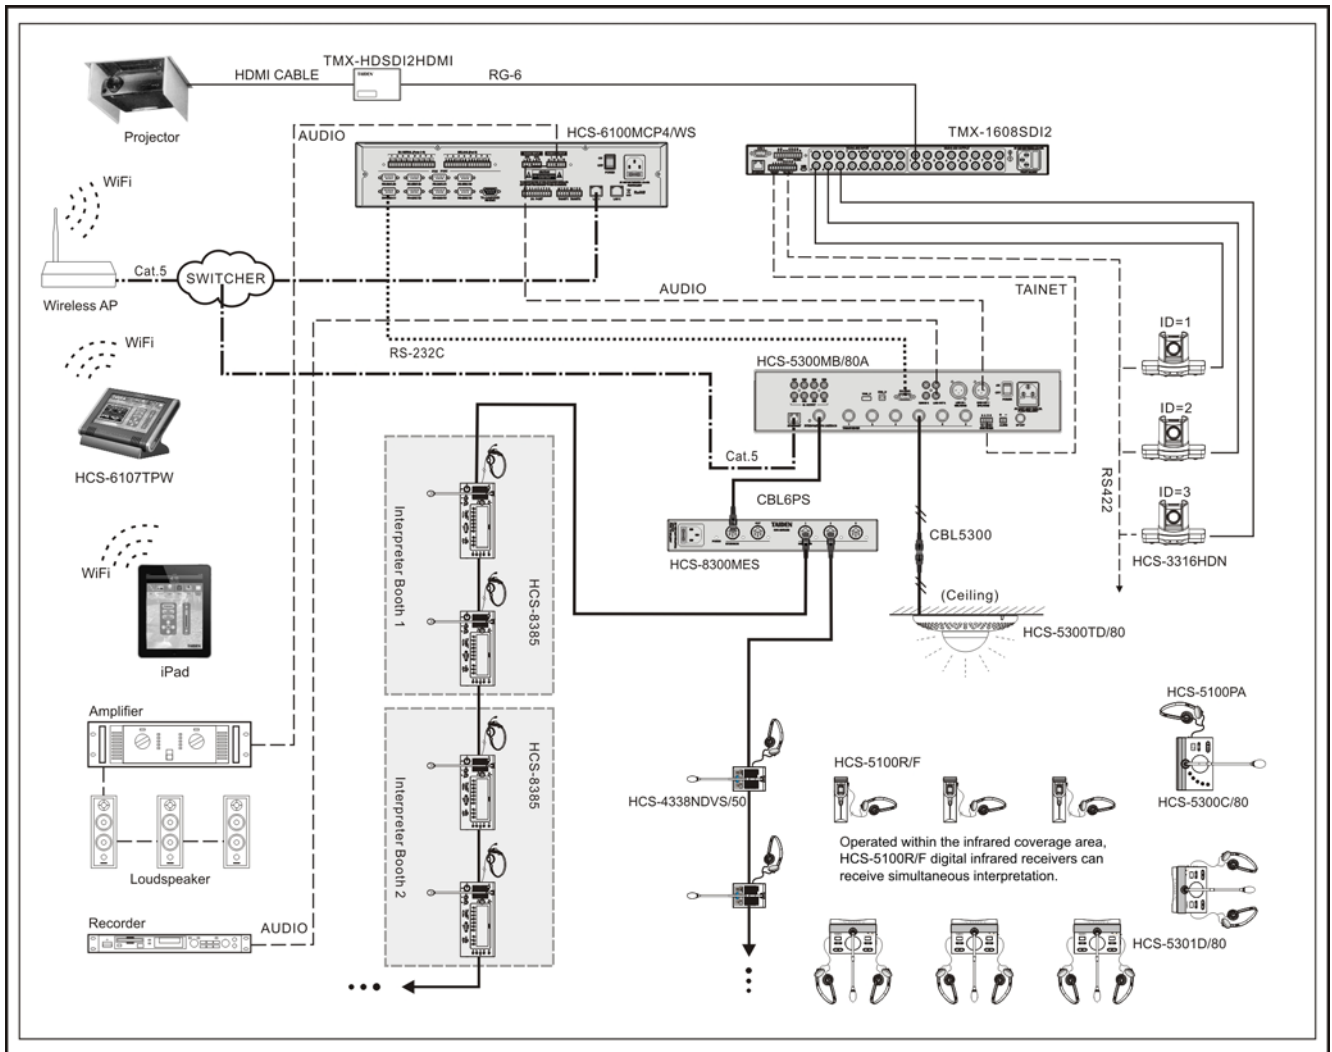 TMX-HDSDI2HDMI
HDMI CABLE
RG-6
TAIDEN
Projector
AUDIO
HCS-6100MCP4/WS
TMX-1608SDI2
WiFi
Cat.5
SWITCHER
Wireless AP
AUDIO
TAINET
WiFi
RS-232C
HCS-5300MB/80A
ID=1
HCS-6107TPW
Cat.5
ID=2
RS422
CBL6PS
ID=3
TAIDEN
HCS-8300MES
CBL5300
HCS-3316HDN
WiFi
(Ceiling)
HCS-5300TD/80
iPad
Interpreter Booth 1
HCS-8385
Amplifier
HCS-5100PA
Interpreter Booth 2
HCS-8385
HCS-4338NDVS/50
HCS-5100R/F
HCS-5300C/80
Loudspeaker
Operated within the infrared coverage area,
HCS-5100R/F digital infrared receivers can
receive simultaneous interpretation.
Recorder
AUDIO
HCS-5301D/80